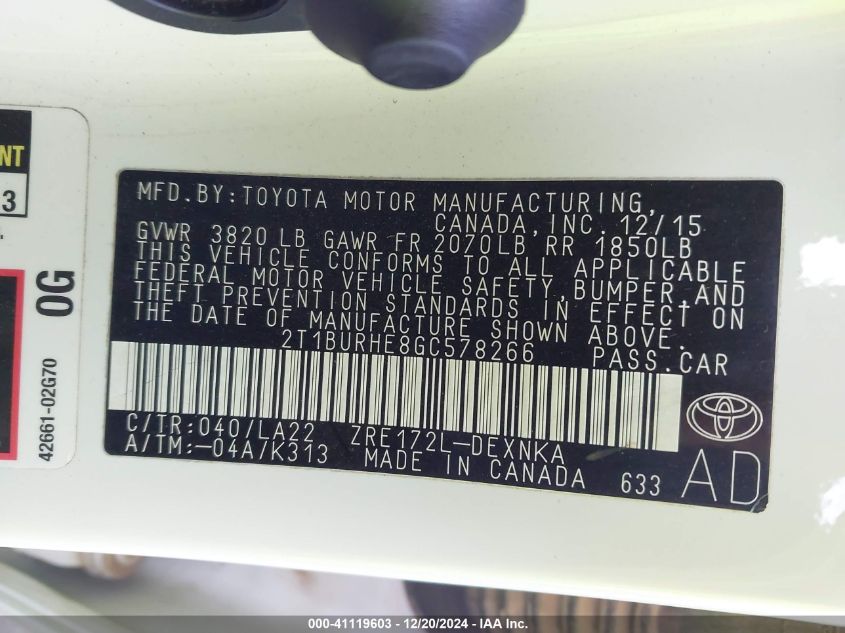 NT
3
MFD.BY:TOYOTA MOTOR MANUFACTURING,
CANADA,INC. 12/15
GVWR 3820 LB GAWR FR 2070LB RR 1850LB
THIS VEHICLE CONFORMS TO ALL APPLICABLE
FEDERAL MOTOR VEHICLE SAFETY,BUMPER,AND
THEFT PREVENTION STANDARDS IN EFFECT ON
THE DATE OF MANUFACTURE SHOWN ABOVE.
2T1BURHE8GC578266 PASS.CAR
C/TR:040/LA22 ZRE172L-DEXNKA
A/TM:-04A/K313 MADE IN CANADA 633
AD
0G
42661-02G70
000-41119603 - 12/20/2024 - IAA Inc.